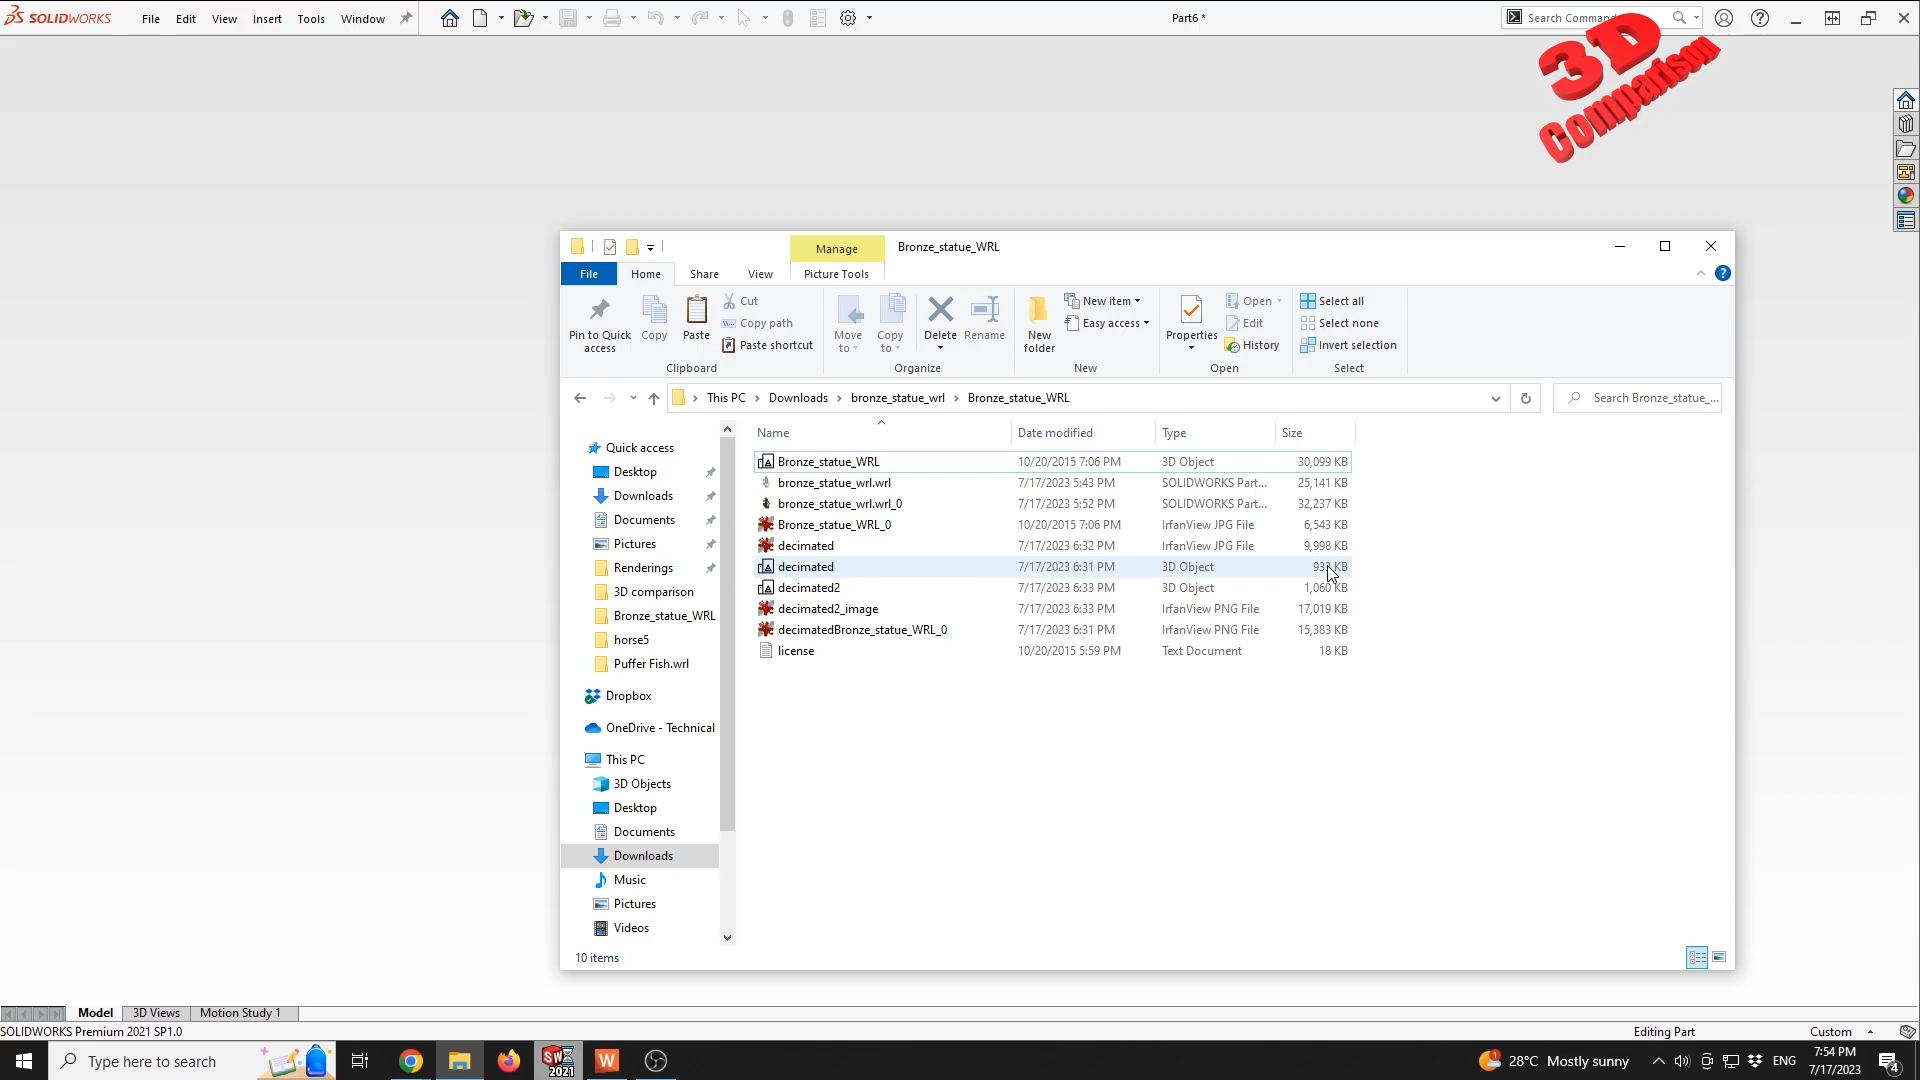 SOLIDWORKS File Edit View Insert Tools Window Part6 * Search Command
3D
Comparison
Manage Bronze_statue_WRL
File Home Share View Picture Tools
Pin to Quick access Copy Paste Cut Copy path Paste shortcut Move to Copy to Delete Rename New folder New item Easy access Properties Open Edit History Select all Select none Invert selection
Clipboard Organize New Open Select
This PC Downloads bronze_statue_wrl Bronze_statue_WRL Search Bronze_statue_...
Quick access
Desktop
Downloads
Documents
Pictures
Renderings
3D comparison
Bronze_statue_WRL
horse5
Puffer Fish.wrl
Dropbox
OneDrive - Technical
This PC
3D Objects
Desktop
Documents
Downloads
Music
Pictures
Videos
Name Date modified Type Size
Bronze_statue_WRL 10/20/2015 7:06 PM 3D Object 30,099 KB
bronze_statue_wrl.wrl 7/17/2023 5:43 PM SOLIDWORKS Part... 25,141 KB
bronze_statue_wrl.wrl_0 7/17/2023 5:52 PM SOLIDWORKS Part... 32,237 KB
Bronze_statue_WRL_0 10/20/2015 7:06 PM IrfanView JPG File 6,543 KB
decimated 7/17/2023 6:32 PM IrfanView JPG File 9,998 KB
decimated 7/17/2023 6:31 PM 3D Object KB
decimated2 7/17/2023 6:33 PM 3D Object 1,060 KB
decimated2_image 7/17/2023 6:33 PM IrfanView PNG File 17,019 KB
decimatedBronze_statue_WRL_0 7/17/2023 6:31 PM IrfanView PNG File 15,383 KB
license 10/20/2015 5:59 PM Text Document 18 KB
10 items
Model 3D Views Motion Study 1
SOLIDWORKS Premium 2021 SP1.0 Editing Part Custom
Type here to search SW 2021 W 1 28°C Mostly sunny ENG 7:54 PM
7/17/2023 4